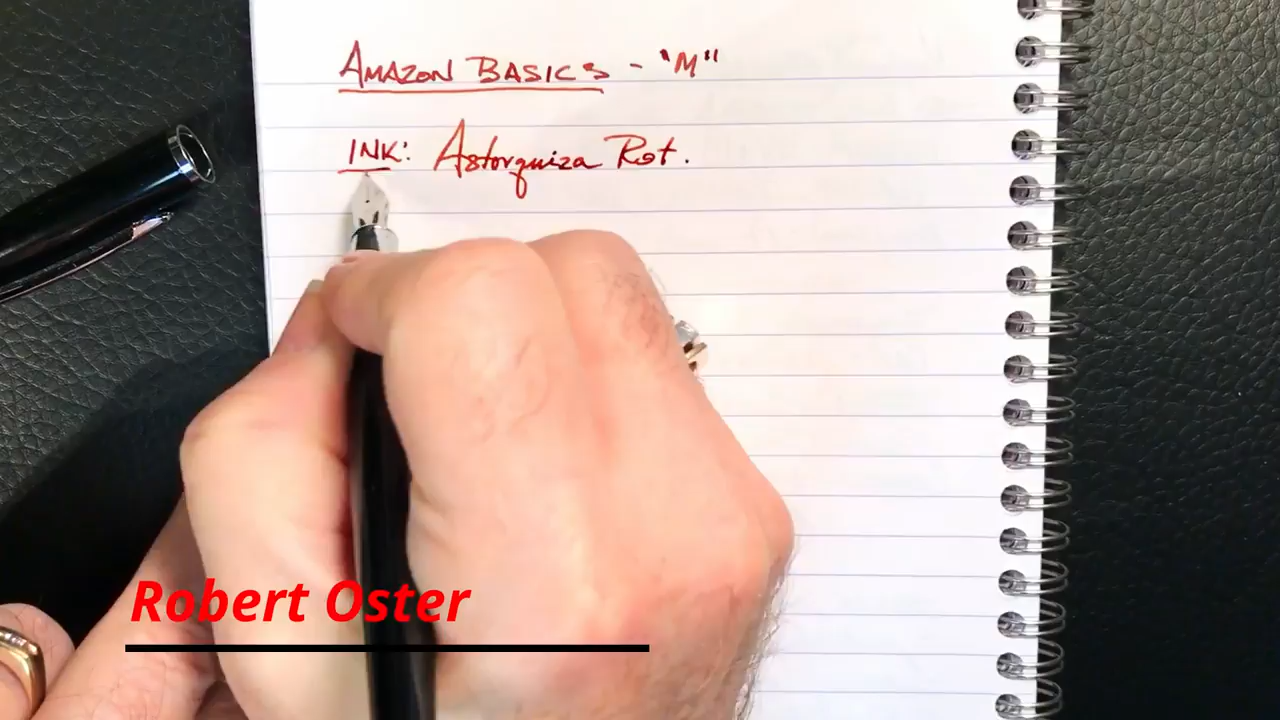 AMAZON BASICS - "M"
INK: Astorquiza Rot.
Robert Oster